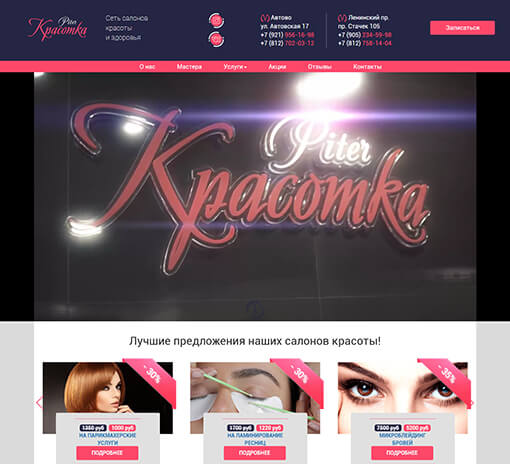 Piter
Красотка
Сеть салонов
красоты
и здоровья
(V) Автово
ул. Автовская 17
+7 (921) 956-16-98
+7 (812) 702-03-12
(V) Ленинский пр.
пр. Стачек 105
+7 (905) 234-59-98
+7 (812) 758-14-04
Записаться
О нас Мастера Услуги Акции Отзывы Контакты
Piter
Красотка
Лучшие предложения наших салонов красоты!
- 30%
- 30%
- 35%
1350 руб 1000 руб
НА ПАРИКМАХЕРСКИЕ
УСЛУГИ
ПОДРОБНЕЕ
1700 руб 1220 руб
НА ЛАМИНИРОВАНИЕ
РЕСНИЦ
ПОДРОБНЕЕ
7500 руб 5200 руб
МИКРОБЛЕЙДИНГ
БРОВЕЙ
ПОДРОБНЕЕ